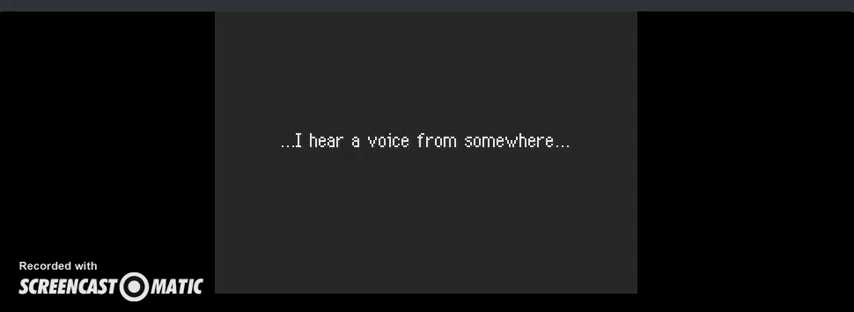 ...I hear a voice from somewhere...
Recorded with
SCREENCAST MATIC